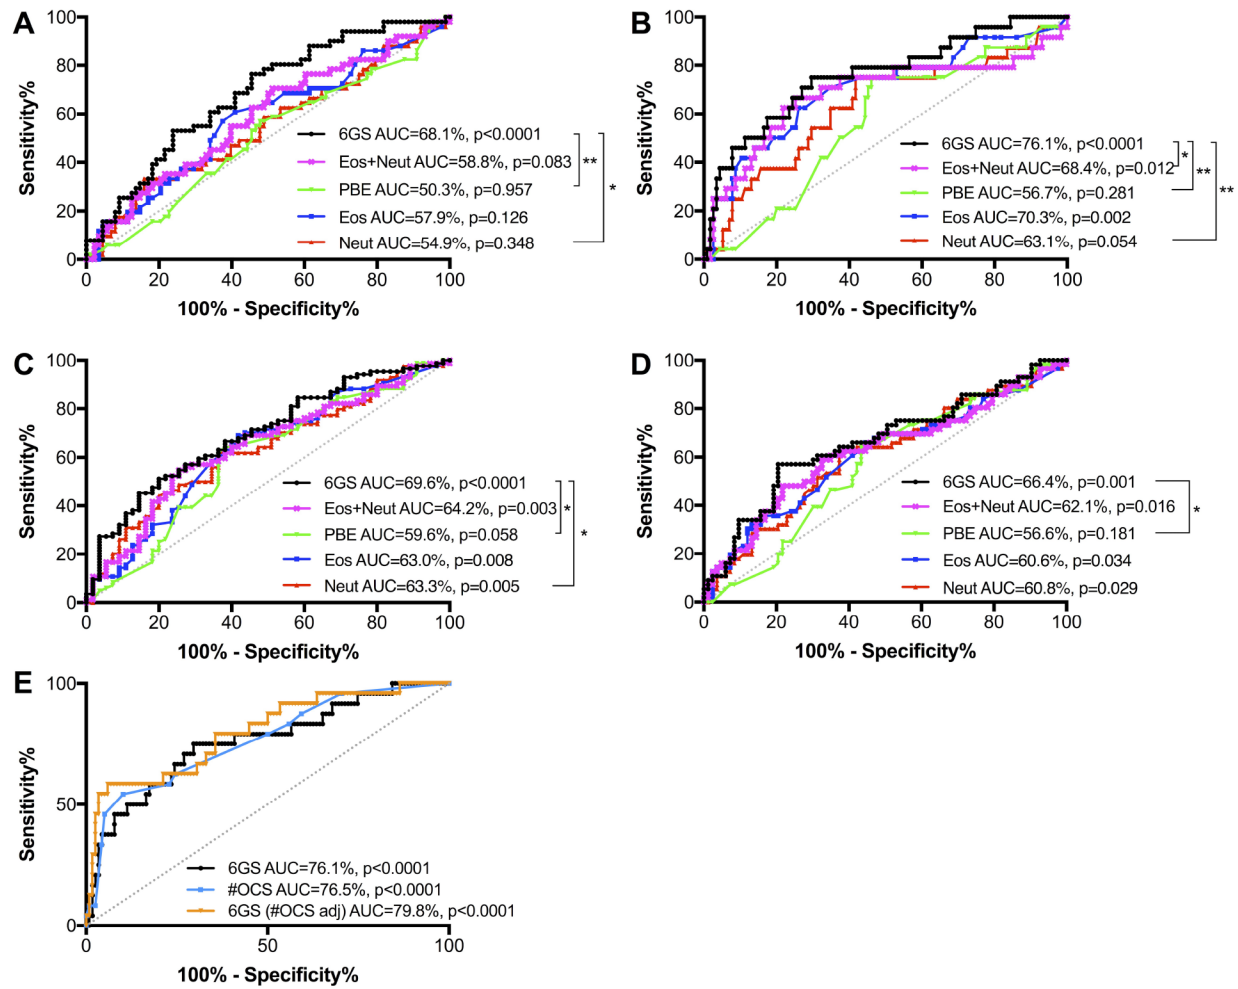 A
100
80
60
40
20
0
Sensitivity%
0 20 40 60 80 100
100% - Specificity%
6GS AUC=68.1%, p<0.0001
Eos+Neut AUC=58.8%, p=0.083
PBE AUC=50.3%, p=0.957
Eos AUC=57.9%, p=0.126
Neut AUC=54.9%, p=0.348
**
*
B
100
80
60
40
20
0
Sensitivity%
0 20 40 60 80 100
100% - Specificity%
6GS AUC=76.1%, p<0.0001
Eos+Neut AUC=68.4%, p=0.012
PBE AUC=56.7%, p=0.281
Eos AUC=70.3%, p=0.002
Neut AUC=63.1%, p=0.054
*
**
**
C
100
80
60
40
20
0
Sensitivity%
0 20 40 60 80 100
100% - Specificity%
6GS AUC=69.6%, p<0.0001
Eos+Neut AUC=64.2%, p=0.003
PBE AUC=59.6%, p=0.058
Eos AUC=63.0%, p=0.008
Neut AUC=63.3%, p=0.005
*
*
D
100
80
60
40
20
0
Sensitivity%
0 20 40 60 80 100
100% - Specificity%
6GS AUC=66.4%, p=0.001
Eos+Neut AUC=62.1%, p=0.016
PBE AUC=56.6%, p=0.181
Eos AUC=60.6%, p=0.034
Neut AUC=60.8%, p=0.029
*
E
100
50
0
Sensitivity%
0 50 100
100% - Specificity%
6GS AUC=76.1%, p<0.0001
#OCS AUC=76.5%, p<0.0001
6GS (#OCS adj) AUC=79.8%, p<0.0001